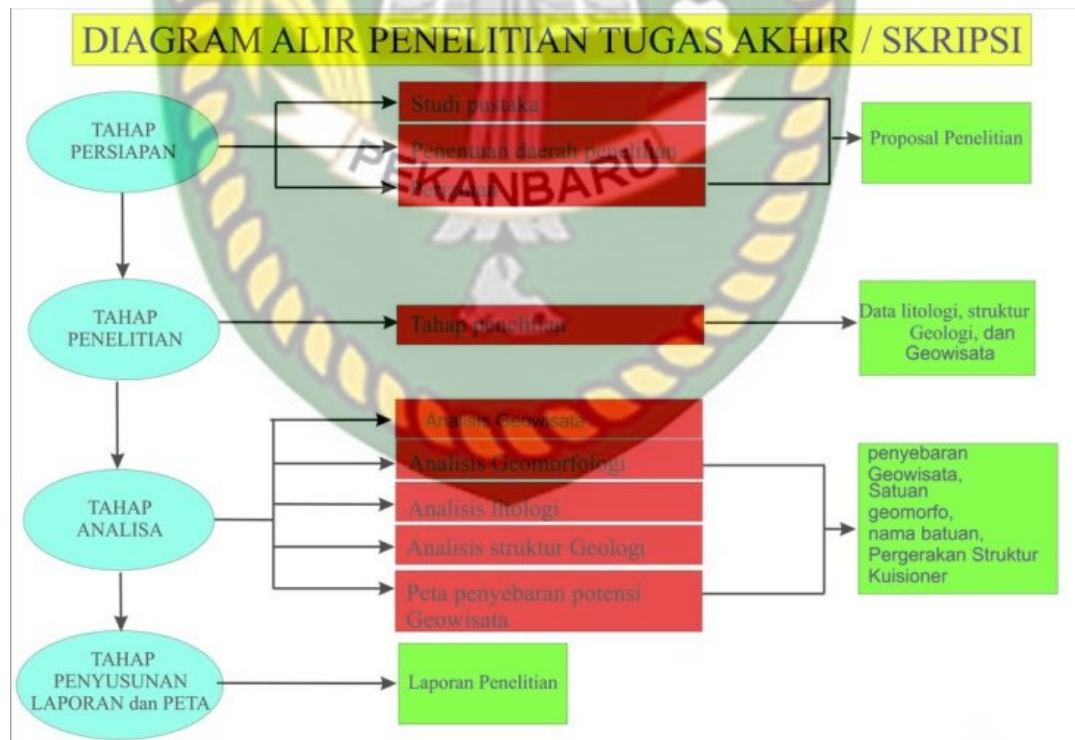 DIAGRAM ALIR PENELITIAN TUGAS AKHIR / SKRIPSI
TAHAP
PERSIAPAN
Studi pustaka
Penentuan daerah penelitian
Perizinan
PEKANBARU
Proposal Penelitian
TAHAP
PENELITIAN
Tahap penelitian
Data litologi, struktur
Geologi, dan
Geowisata
TAHAP
ANALISA
Analisis Geowisata
Analisis Geomorfologi
Analisis litologi
Analisis struktur Geologi
Peta penyebaran potensi
Geowisata
penyebaran
Geowisata,
Satuan
geomorfo,
nama batuan,
Pergerakan Struktur
Kuisioner
TAHAP
PENYUSUNAN
LAPORAN dan PETA
Laporan Penelitian